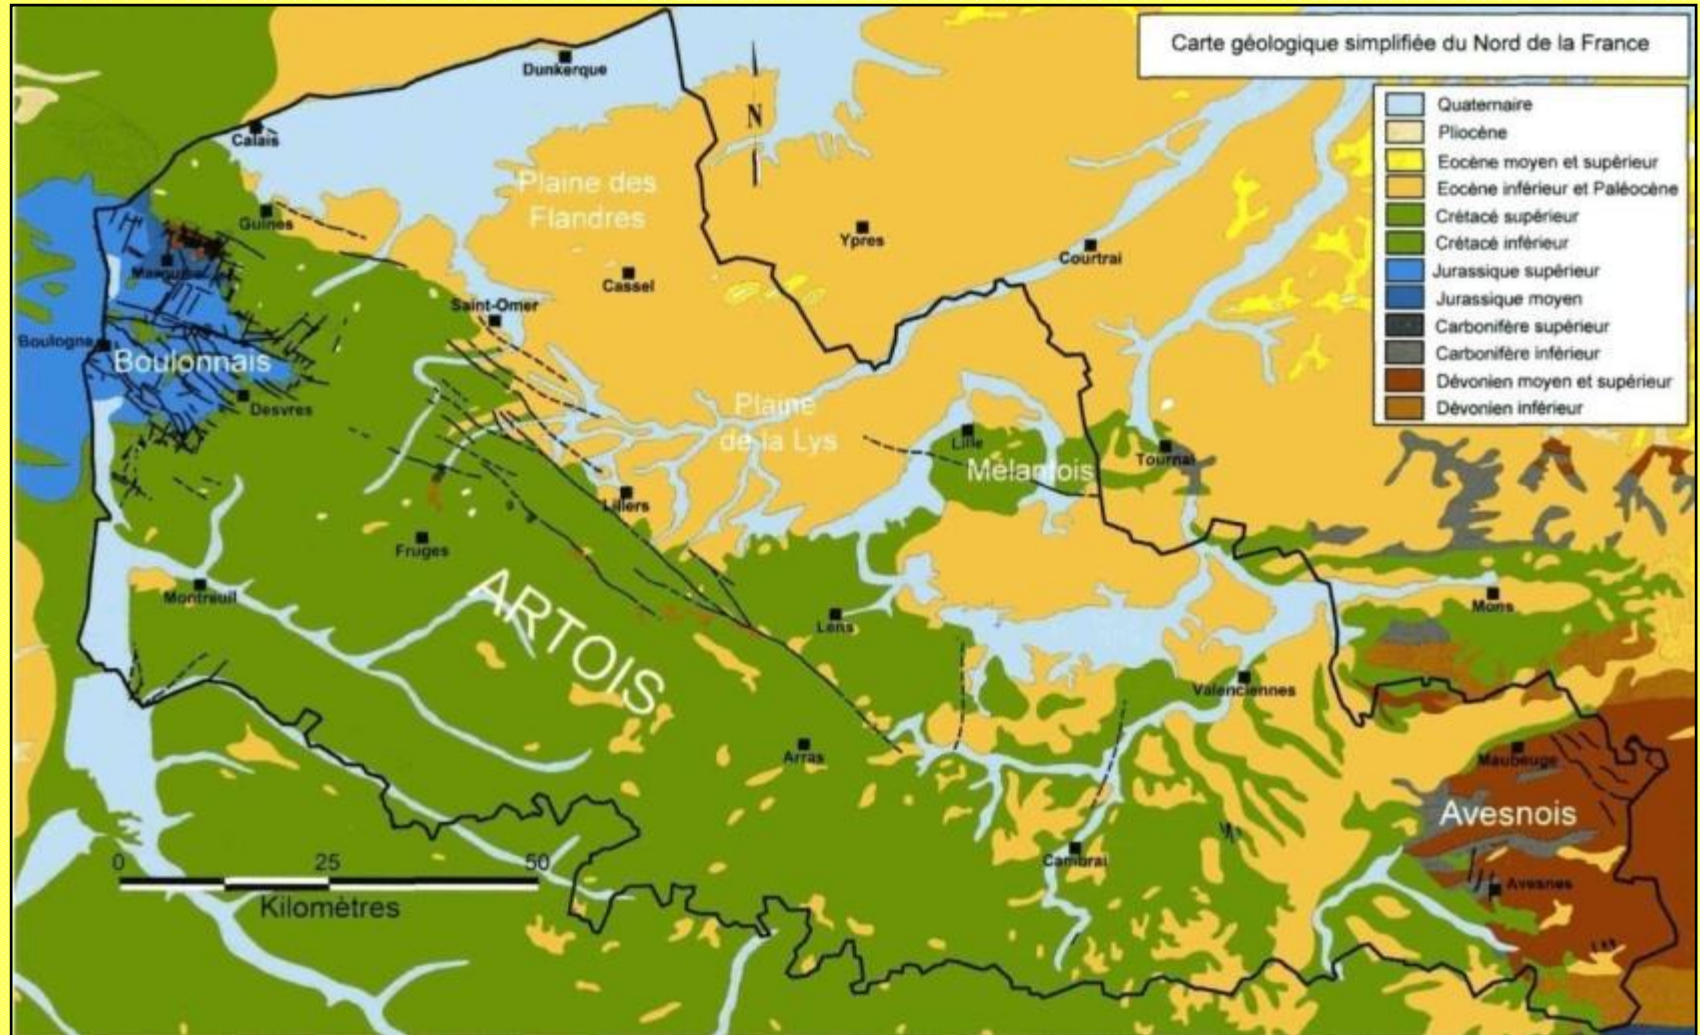 Carte géologique simplifiée du Nord de la France
Quaternaire
Pliocène
Eocène moyen et supérieur
Eocène inférieur et Paléocène
Crétacé supérieur
Crétacé inférieur
Jurassique supérieur
Jurassique moyen
Carbonifère supérieur
Carbonifère inférieur
Dévonien moyen et supérieur
Dévonien inférieur
Dunkerque
N
Calais
Plaine des
Flandres
Guînes
Ypres
Courtrai
Cassel
Saint-Omer
Boulogne
Boulonnais
Desvres
Plaine
de la Lys
Lille
Mélantois
Tournai
Lillers
Fruges
ARTOIS
Montreuil
Lens
Mons
Valenciennes
Arras
Maubeuge
Avesnois
Cambrai
Avesnes
0 25 50
Kilomètres